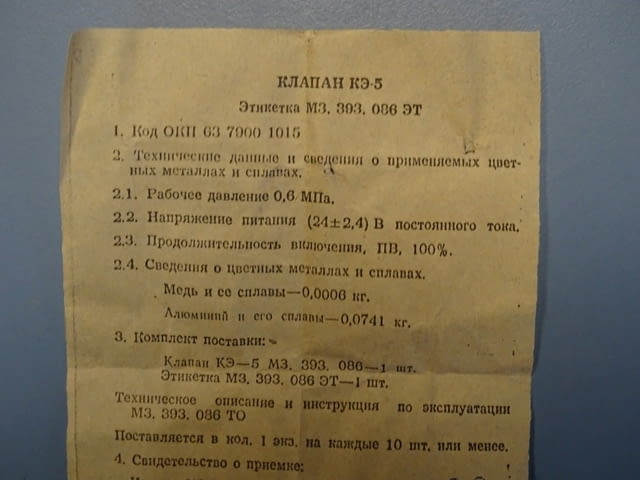 КЛАПАН КЭ-5
Этикетка М3. 393. 086 ЭТ
1. Код ОКП 63 7900 1015
2. Технические данные и сведения о применяемых цвет-
ных металлах и сплавах.
2.1. Рабочее давление 0,6 МПа.
2.2. Напряжение питания (24±2,4) В постоянного тока.
2.3. Продолжительность включения, ПВ, 100%.
2.4. Сведения о цветных металлах и сплавах.
Медь и ее сплавы—0,0006 кг.
Алюминий и его сплавы—0,0741 кг.
3. Комплект поставки:
Клапан КЭ—5 М3. 393. 086—1 шт.
Этикетка М3. 393. 086 ЭТ—1 шт.
Техническое описание и инструкция по эксплуатации
М3. 393. 086 ТО
Поставляется в кол. 1 экз. на каждые 10 шт. или менее.
4. Свидетельство о приемке: